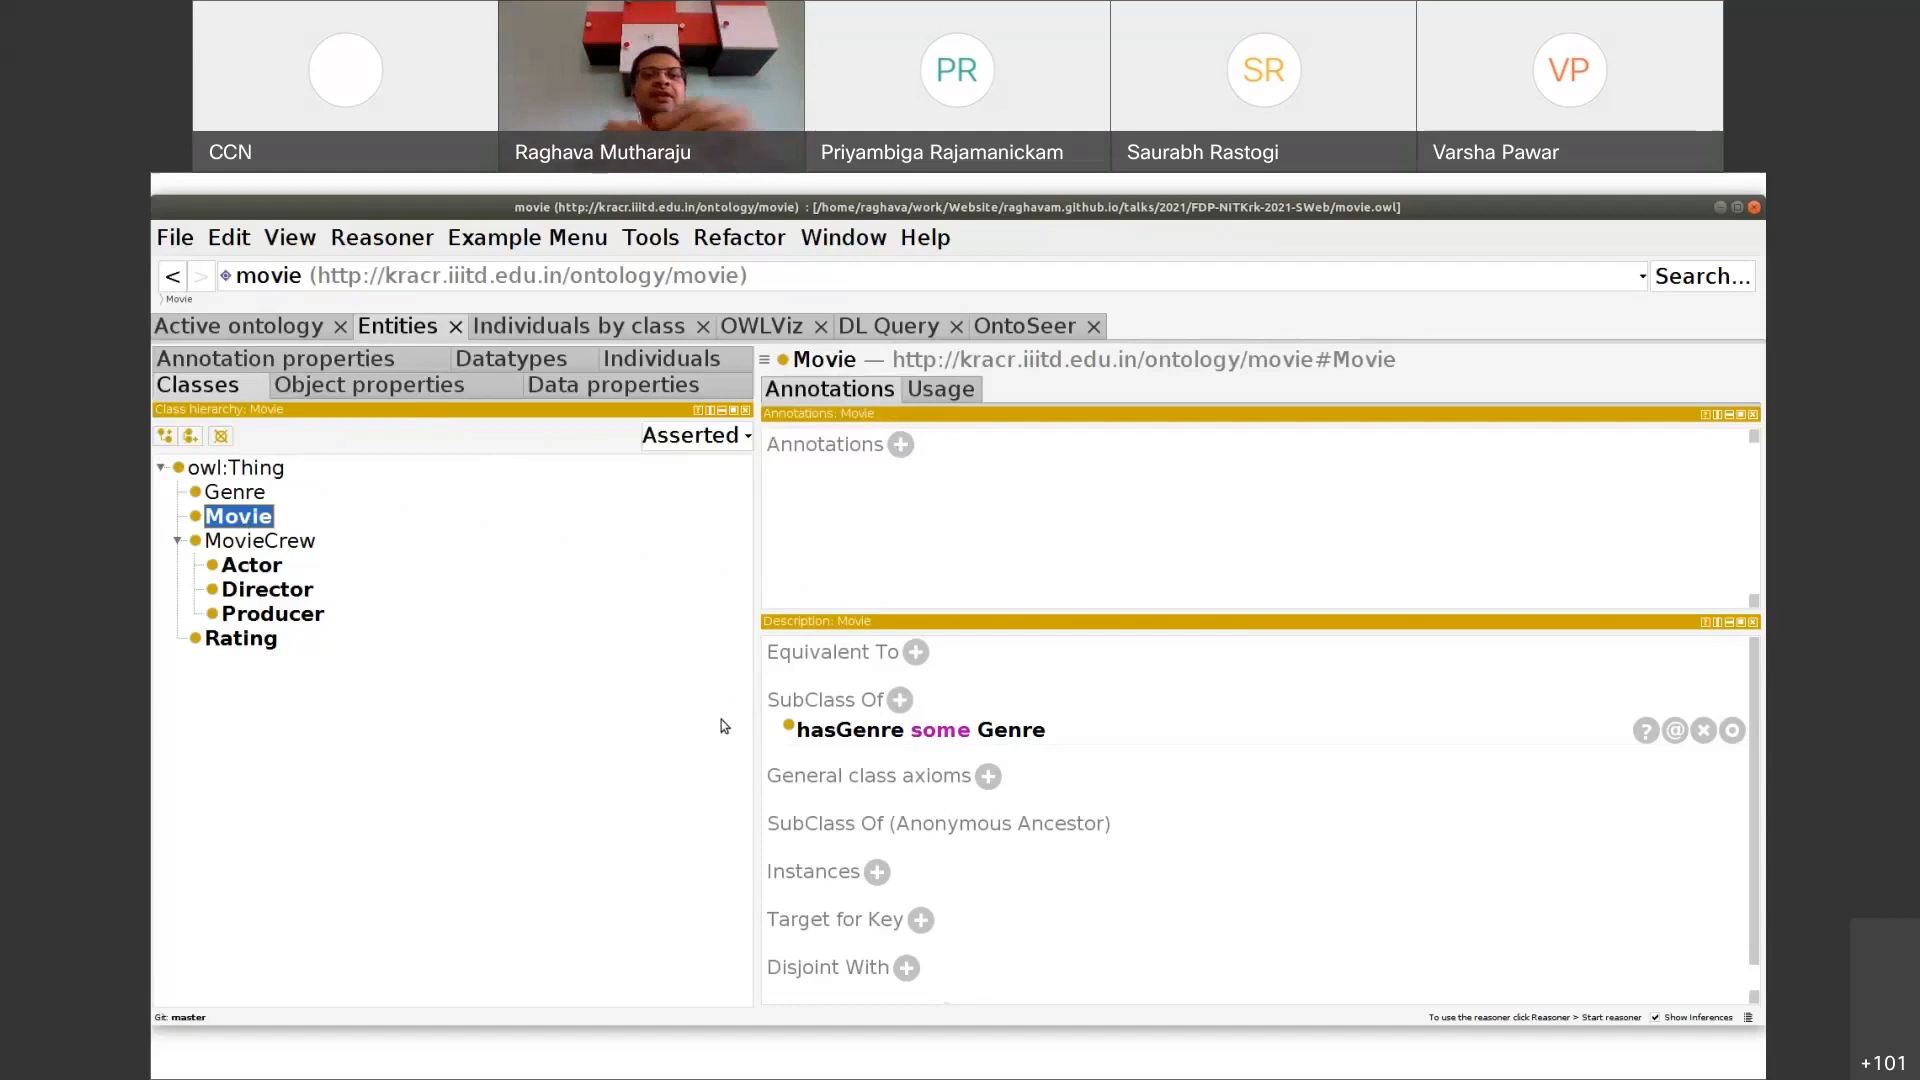 PR
SR
VP
CCN
Raghava Mutharaju
Priyambiga Rajamanickam
Saurabh Rastogi
Varsha Pawar
movie (http://kracr.iiitd.edu.in/ontology/movie) : [/home/raghava/work/Website/raghavam.github.io/talks/2021/FDP-NITKrk-2021-SWeb/movie.owl]
File Edit View Reasoner Example Menu Tools Refactor Window Help
< > movie (http://kracr.iiitd.edu.in/ontology/movie) Search...
Movie
Active ontology × Entities × Individuals by class × OWLViz × DL Query × OntoSeer ×
Annotation properties Datatypes Individuals
Classes Object properties Data properties
Class hierarchy: Movie
Asserted
owl:Thing
Genre
Movie
MovieCrew
Actor
Director
Producer
Rating
Movie — http://kracr.iiitd.edu.in/ontology/movie#Movie
Annotations Usage
Annotations: Movie
Annotations
Description: Movie
Equivalent To
SubClass Of
hasGenre some Genre
General class axioms
SubClass Of (Anonymous Ancestor)
Instances
Target for Key
Disjoint With
Git: master
To use the reasoner click Reasoner > Start reasoner Show Inferences
+101